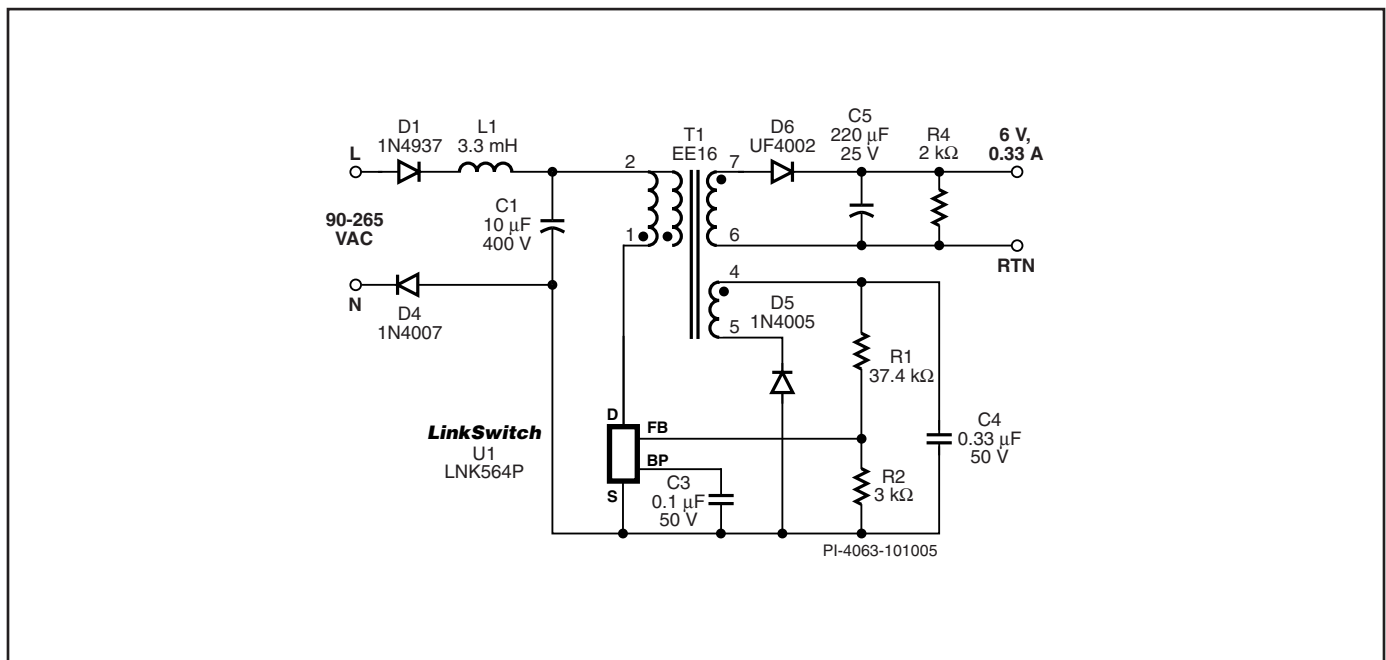 D1
1N4937
L1
3.3 mH
L
90-265
VAC
N
D4
1N4007
C1
10 µF
400 V
T1
EE16
2
1
7
6
4
5
D6
UF4002
C5
220 µF
25 V
R4
2 kΩ
6 V,
0.33 A
RTN
D5
1N4005
R1
37.4 kΩ
LinkSwitch
U1
LNK564P
D
FB
BP
S
C3
0.1 µF
50 V
R2
3 kΩ
C4
0.33 µF
50 V
PI-4063-101005